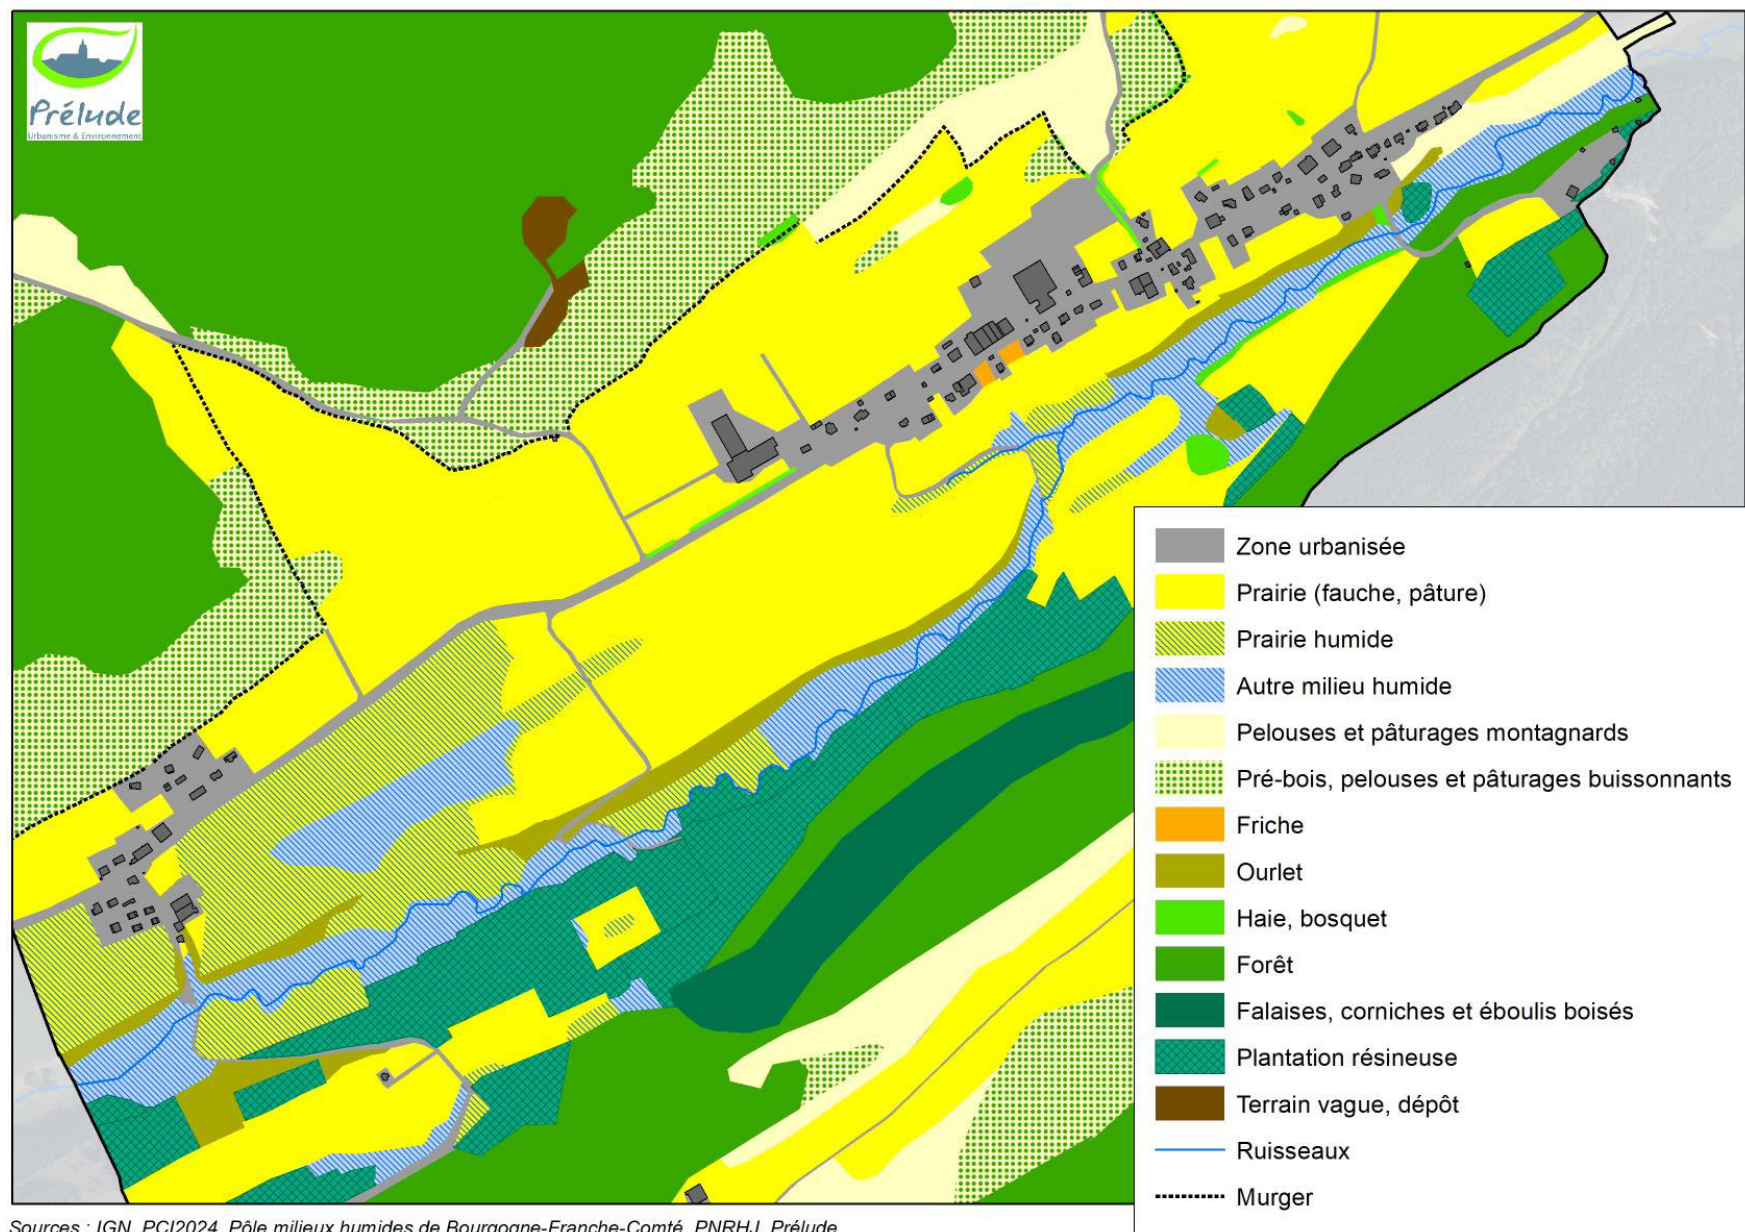 Prélude
Urbanisme & Environnement
Zone urbanisée
Prairie (fauche, pâture)
Prairie humide
Autre milieu humide
Pelouses et pâturages montagnards
Pré-bois, pelouses et pâturages buissonnants
Friche
Ourlet
Haie, bosquet
Forêt
Falaises, corniches et éboulis boisés
Plantation résineuse
Terrain vague, dépôt
Ruisseaux
Murger
Sources : IGN, PCI2024, Pôle milieux humides de Bourgogne-Franche-Comté, PNRHJ, Prélude